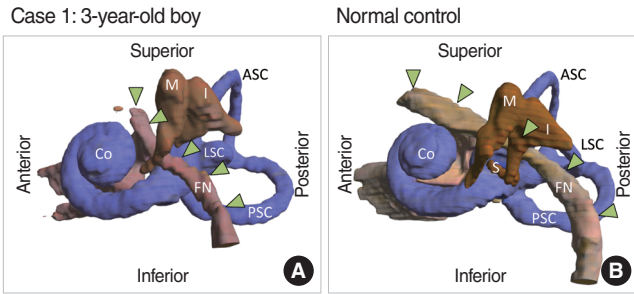 Case 1: 3-year-old boy
Normal control
Superior
ASC
M
I
Anterior
Co
LSC
Posterior
FN
PSC
Inferior
A
Superior
ASC
M
I
Anterior
Co
LSC
Posterior
S
FN
PSC
Inferior
B